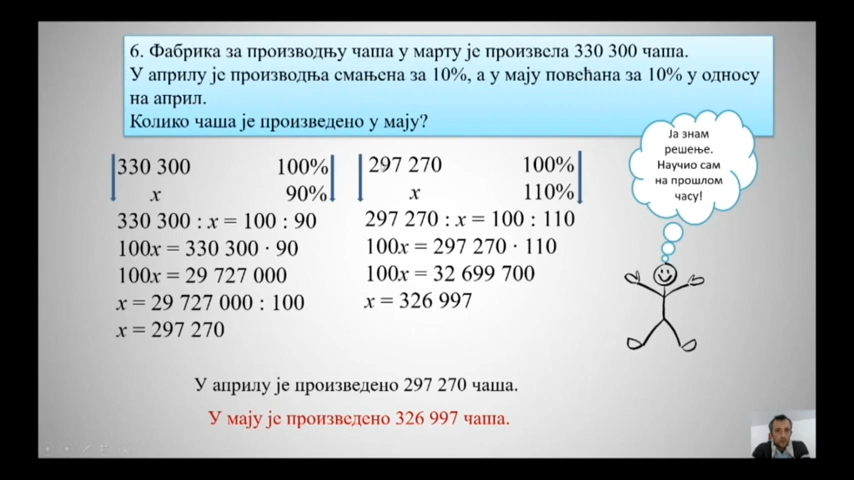 6. Фабрика за производњу чаша у марту је произвела 330 300 чаша.
У априлу је производња смањена за 10%, а у мају повећана за 10% у односу
на април.
Колико чаша је произведено у мају?
Ја знам
решење.
Научио сам
на прошлом
часу!
330 300 100%
x 90%
330 300 : x = 100 : 90
100x = 330 300 · 90
100x = 29 727 000
x = 29 727 000 : 100
x = 297 270
297 270 100%
x 110%
297 270 : x = 100 : 110
100x = 297 270 · 110
100x = 32 699 700
x = 326 997
У априлу је произведено 297 270 чаша.
У мају је произведено 326 997 чаша.